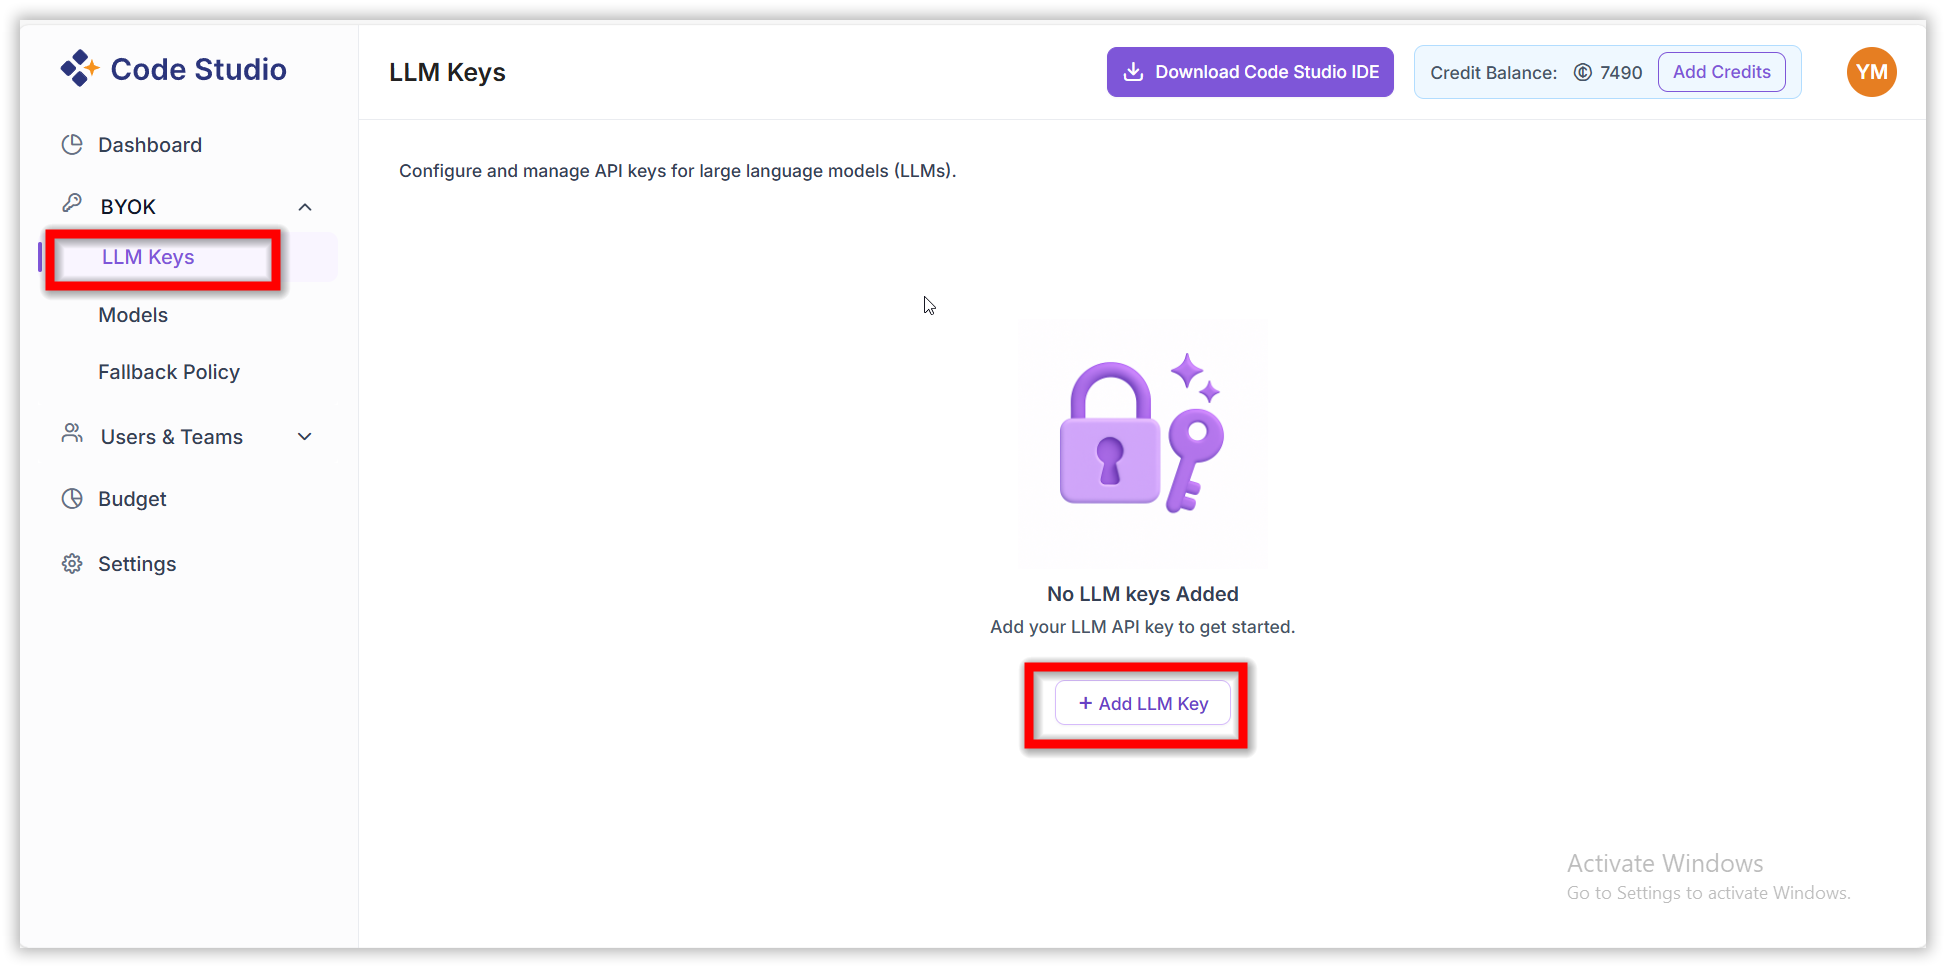 Code Studio
LLM Keys
Download Code Studio IDE
Credit Balance: 7490
Add Credits
YM
Dashboard
BYOK
LLM Keys
Models
Fallback Policy
Users & Teams
Budget
Settings
Configure and manage API keys for large language models (LLMs).
No LLM keys Added
Add your LLM API key to get started.
+ Add LLM Key
Activate Windows
Go to Settings to activate Windows.